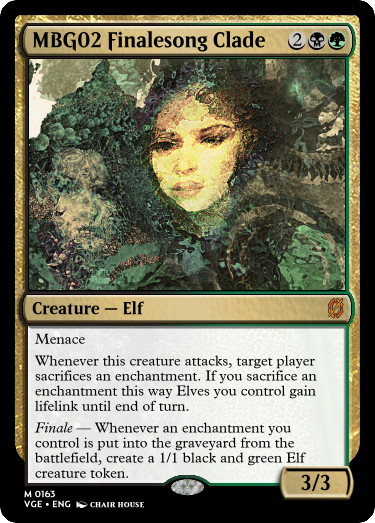 MBG02 Finalesong Clade 2
Creature — Elf
Menace
Whenever this creature attacks, target player
sacrifices an enchantment. If you sacrifice an
enchantment this way Elves you control gain
lifelink until end of turn.
Finale — Whenever an enchantment you
control is put into the graveyard from the
battlefield, create a 1/1 black and green Elf
creature token.
3/3
M 0163
VGE • ENG CHAIR HOUSE